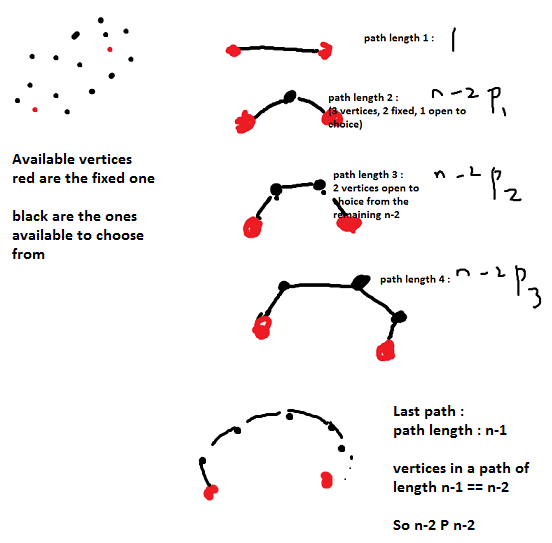 path length 1 : 1
path length 2 : n-2 P1
(3 vertices, 2 fixed, 1 open to
choice)
Available vertices
red are the fixed one
black are the ones
available to choose
from
path length 3 : n-2 P2
2 vertices open to
choice from the
remaining n-2
path length 4 : n-2 P3
Last path :
path length : n-1
vertices in a path of
length n-1 == n-2
So n-2 P n-2